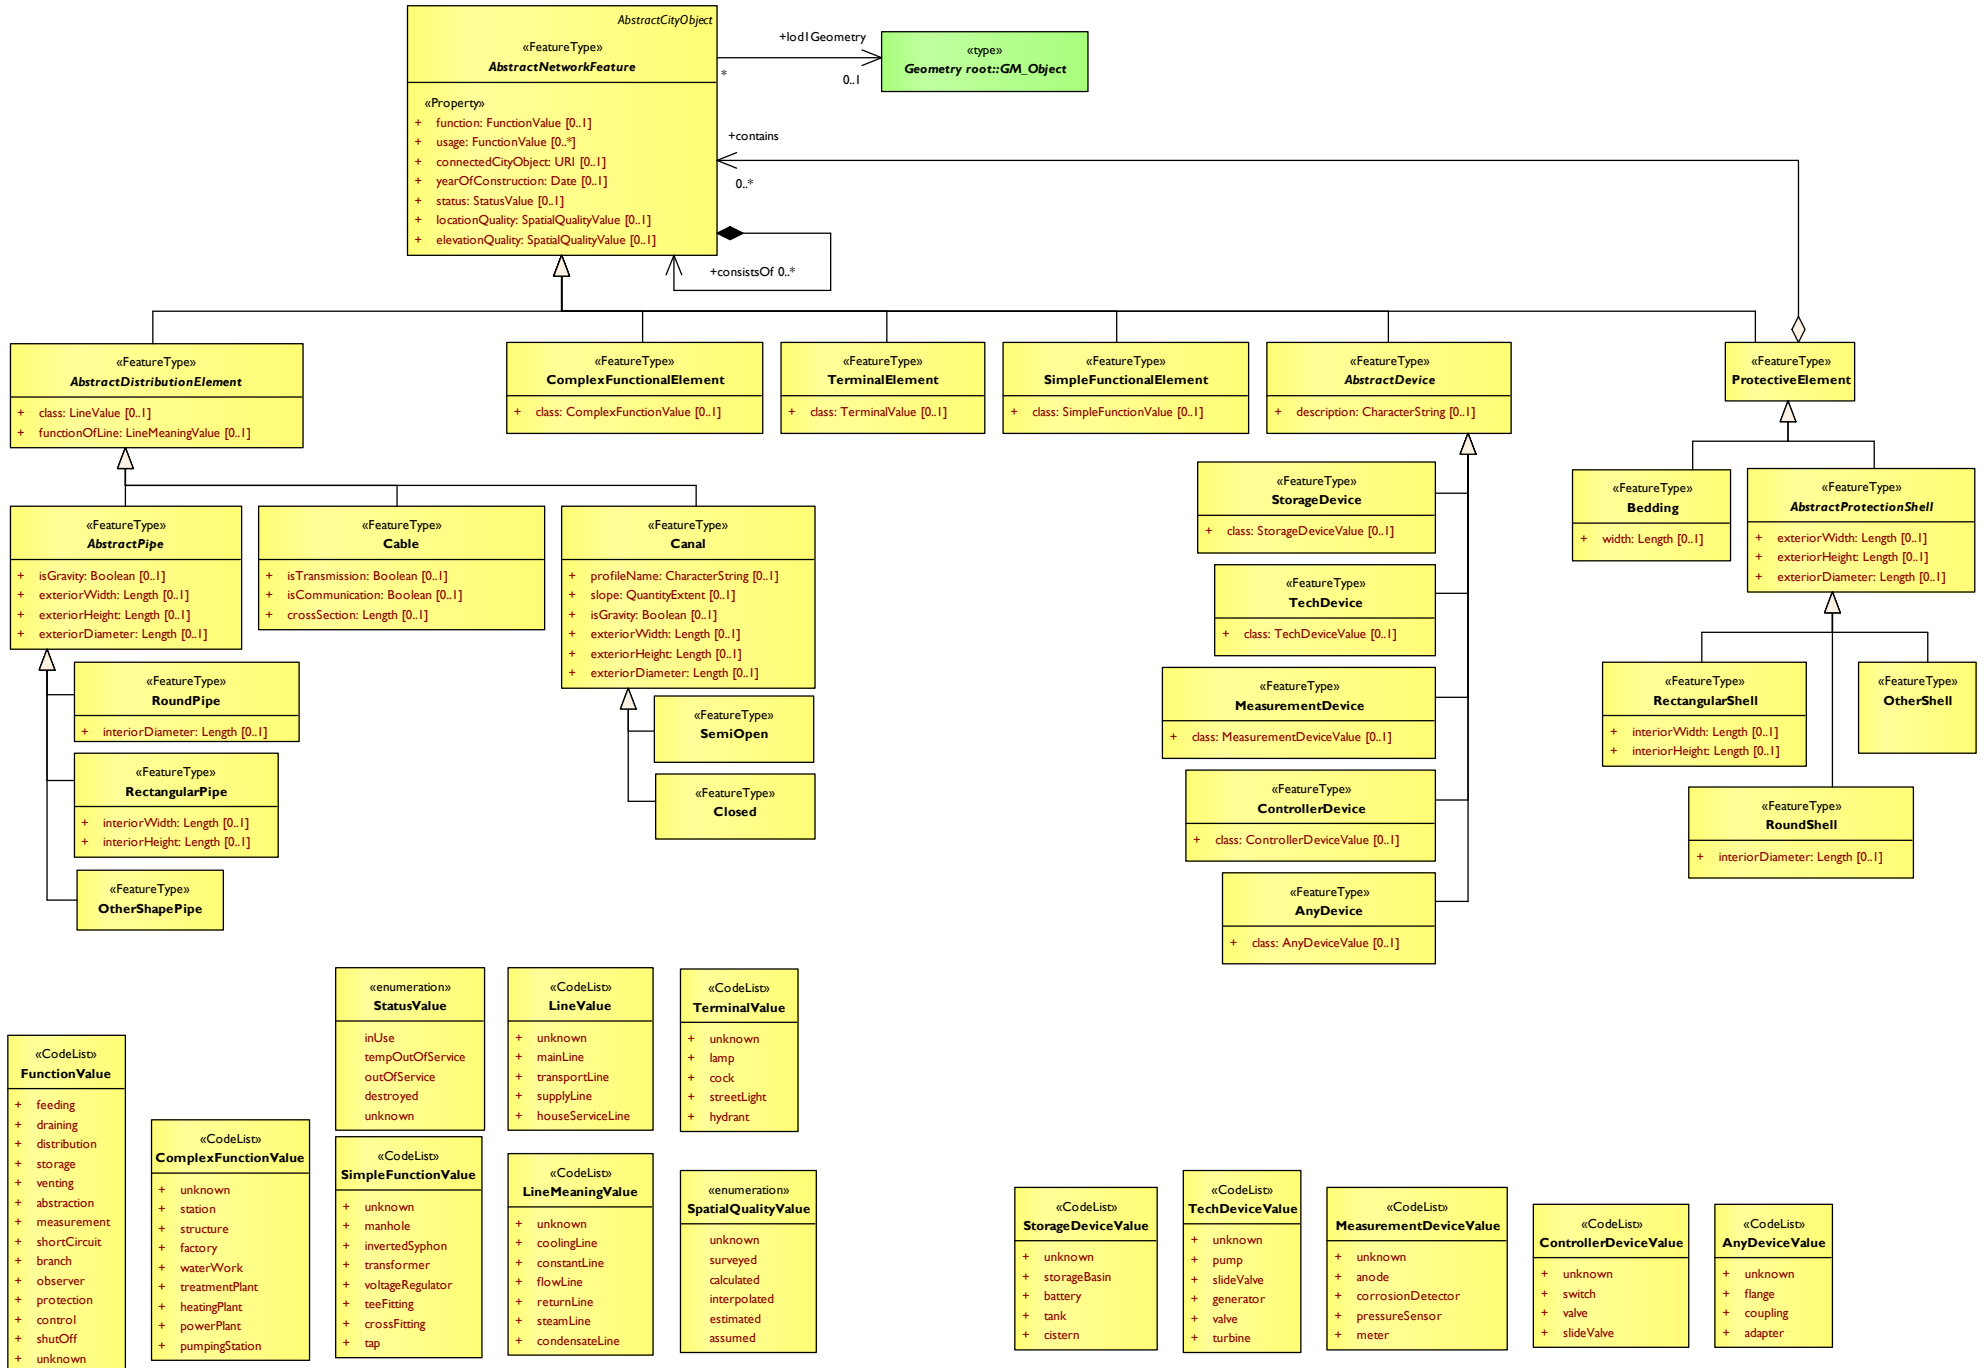 AbstractCityObject
«FeatureType»
AbstractNetworkFeature
«Property»
+ function: FunctionValue [0..1]
+ usage: FunctionValue [0..*]
+ connectedCityObject: URI [0..1]
+ yearOfConstruction: Date [0..1]
+ status: StatusValue [0..1]
+ locationQuality: SpatialQualityValue [0..1]
+ elevationQuality: SpatialQualityValue [0..1]
+lod1Geometry
*
0..1
«type»
Geometry root::GM_Object
+contains
0..*
+consistsOf 0..*
«FeatureType»
AbstractDistributionElement
+ class: LineValue [0..1]
+ functionOfLine: LineMeaningValue [0..1]
«FeatureType»
ComplexFunctionalElement
+ class: ComplexFunctionValue [0..1]
«FeatureType»
TerminalElement
+ class: TerminalValue [0..1]
«FeatureType»
SimpleFunctionalElement
+ class: SimpleFunctionValue [0..1]
«FeatureType»
AbstractDevice
+ description: CharacterString [0..1]
«FeatureType»
ProtectiveElement
«FeatureType»
AbstractPipe
+ isGravity: Boolean [0..1]
+ exteriorWidth: Length [0..1]
+ exteriorHeight: Length [0..1]
+ exteriorDiameter: Length [0..1]
«FeatureType»
Cable
+ isTransmission: Boolean [0..1]
+ isCommunication: Boolean [0..1]
+ crossSection: Length [0..1]
«FeatureType»
Canal
+ profileName: CharacterString [0..1]
+ slope: QuantityExtent [0..1]
+ isGravity: Boolean [0..1]
+ exteriorWidth: Length [0..1]
+ exteriorHeight: Length [0..1]
+ exteriorDiameter: Length [0..1]
«FeatureType»
RoundPipe
+ interiorDiameter: Length [0..1]
«FeatureType»
RectangularPipe
+ interiorWidth: Length [0..1]
+ interiorHeight: Length [0..1]
«FeatureType»
OtherShapePipe
«FeatureType»
SemiOpen
«FeatureType»
Closed
«FeatureType»
StorageDevice
+ class: StorageDeviceValue [0..1]
«FeatureType»
TechDevice
+ class: TechDeviceValue [0..1]
«FeatureType»
MeasurementDevice
+ class: MeasurementDeviceValue [0..1]
«FeatureType»
ControllerDevice
+ class: ControllerDeviceValue [0..1]
«FeatureType»
AnyDevice
+ class: AnyDeviceValue [0..1]
«FeatureType»
Bedding
+ width: Length [0..1]
«FeatureType»
AbstractProtectionShell
+ exteriorWidth: Length [0..1]
+ exteriorHeight: Length [0..1]
+ exteriorDiameter: Length [0..1]
«FeatureType»
RectangularShell
+ interiorWidth: Length [0..1]
+ interiorHeight: Length [0..1]
«FeatureType»
OtherShell
«FeatureType»
RoundShell
+ interiorDiameter: Length [0..1]
«CodeList»
FunctionValue
+ feeding
+ draining
+ distribution
+ storage
+ venting
+ abstraction
+ measurement
+ shortCircuit
+ branch
+ observer
+ protection
+ control
+ shutOff
+ unknown
«CodeList»
ComplexFunctionValue
+ unknown
+ station
+ structure
+ factory
+ waterWork
+ treatmentPlant
+ heatingPlant
+ powerPlant
+ pumpingStation
«enumeration»
StatusValue
inUse
tempOutOfService
outOfService
destroyed
unknown
«CodeList»
SimpleFunctionValue
+ unknown
+ manhole
+ invertedSyphon
+ transformer
+ voltageRegulator
+ teeFitting
+ crossFitting
+ tap
«CodeList»
LineValue
+ unknown
+ mainLine
+ transportLine
+ supplyLine
+ houseServiceLine
«CodeList»
LineMeaningValue
+ unknown
+ coolingLine
+ constantLine
+ flowLine
+ returnLine
+ steamLine
+ condensateLine
«CodeList»
TerminalValue
+ unknown
+ lamp
+ cock
+ streetLight
+ hydrant
«enumeration»
SpatialQualityValue
unknown
surveyed
calculated
interpolated
estimated
assumed
«CodeList»
StorageDeviceValue
+ unknown
+ storageBasin
+ battery
+ tank
+ cistern
«CodeList»
TechDeviceValue
+ unknown
+ pump
+ slideValve
+ generator
+ valve
+ turbine
«CodeList»
MeasurementDeviceValue
+ unknown
+ anode
+ corrosionDetector
+ pressureSensor
+ meter
«CodeList»
ControllerDeviceValue
+ unknown
+ switch
+ valve
+ slideValve
«CodeList»
AnyDeviceValue
+ unknown
+ flange
+ coupling
+ adapter